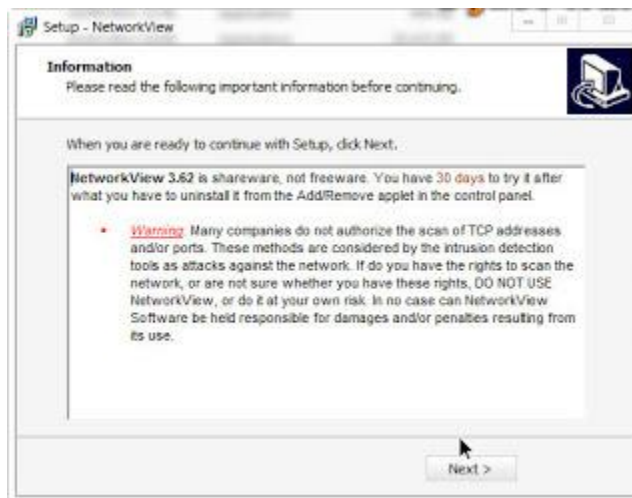 Setup - NetworkView
Information
Please read the following important information before continuing.
When you are ready to continue with Setup, click Next.
NetworkView 3.62 is shareware, not freeware. You have 30 days to try it after
what you have to uninstall it from the Add/Remove applet in the control panel.
• Warning. Many companies do not authorize the scan of TCP addresses
and/or ports. These methods are considered by the intrusion detection
tools as attacks against the network. If do you have the rights to scan the
network, or are not sure whether you have these rights, DO NOT USE
NetworkView, or do it at your own risk. In no case can NetworkView
Software be held responsible for damages and/or penalties resulting from
its use.
Next >